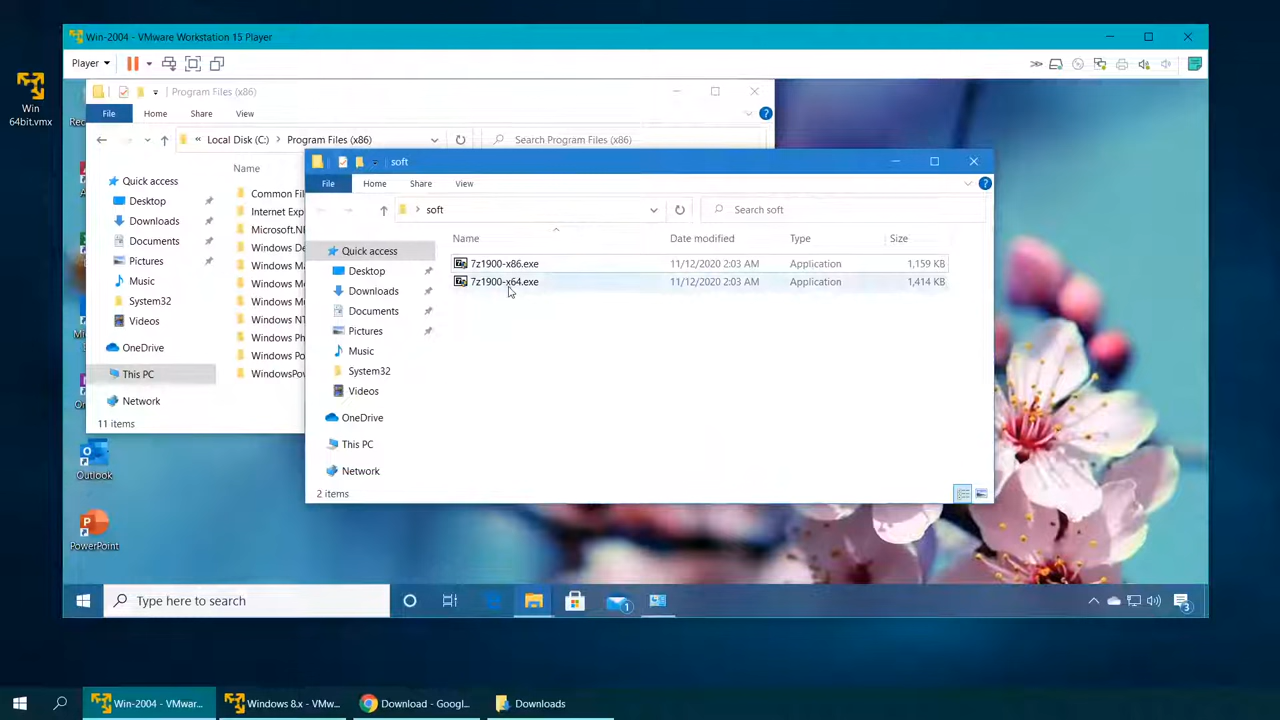 Win-2004 - VMware Workstation 15 Player
Player
Win
64bit.vmx
Program Files (x86)
File Home Share View
Local Disk (C:) Program Files (x86) Search Program Files (x86)
Name
Quick access
Desktop
Downloads
Documents
Pictures
Music
System32
Videos
OneDrive
This PC
Network
11 items
Common Fi
Internet Exp
Microsoft.N
Windows De
Windows M
Windows M
Windows NT
Windows Ph
Windows Po
WindowsPow
soft
File Home Share View
soft Search soft
Name Date modified Type Size
7z1900-x86.exe 11/12/2020 2:03 AM Application 1,159 KB
7z1900-x64.exe 11/12/2020 2:03 AM Application 1,414 KB
Quick access
Desktop
Downloads
Documents
Pictures
Music
System32
Videos
OneDrive
This PC
Network
2 items
Outlook
PowerPoint
Type here to search
1
3
Win-2004 - VMwar... Windows 8.x - VMw... Download - Googl... Downloads